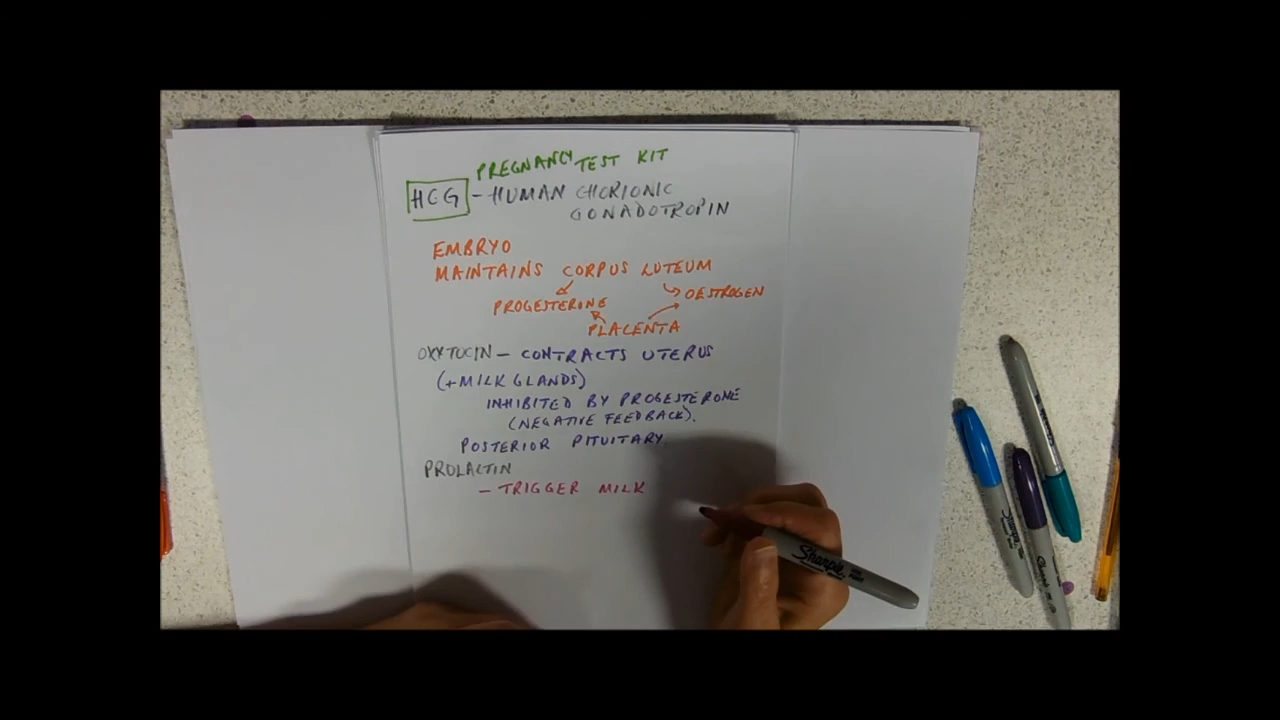 PREGNANCY TEST KIT
HCG - HUMAN CHORIONIC
GONADOTROPIN
EMBRYO
MAINTAINS CORPUS LUTEUM
OESTROGEN
PROGESTERONE
PLACENTA
OXYTOCIN - CONTRACTS UTERUS
(+MILK GLANDS)
INHIBITED BY PROGESTERONE
(NEGATIVE FEEDBACK).
POSTERIOR PITUITARY.
PROLACTIN
- TRIGGER MILK
Sharpie